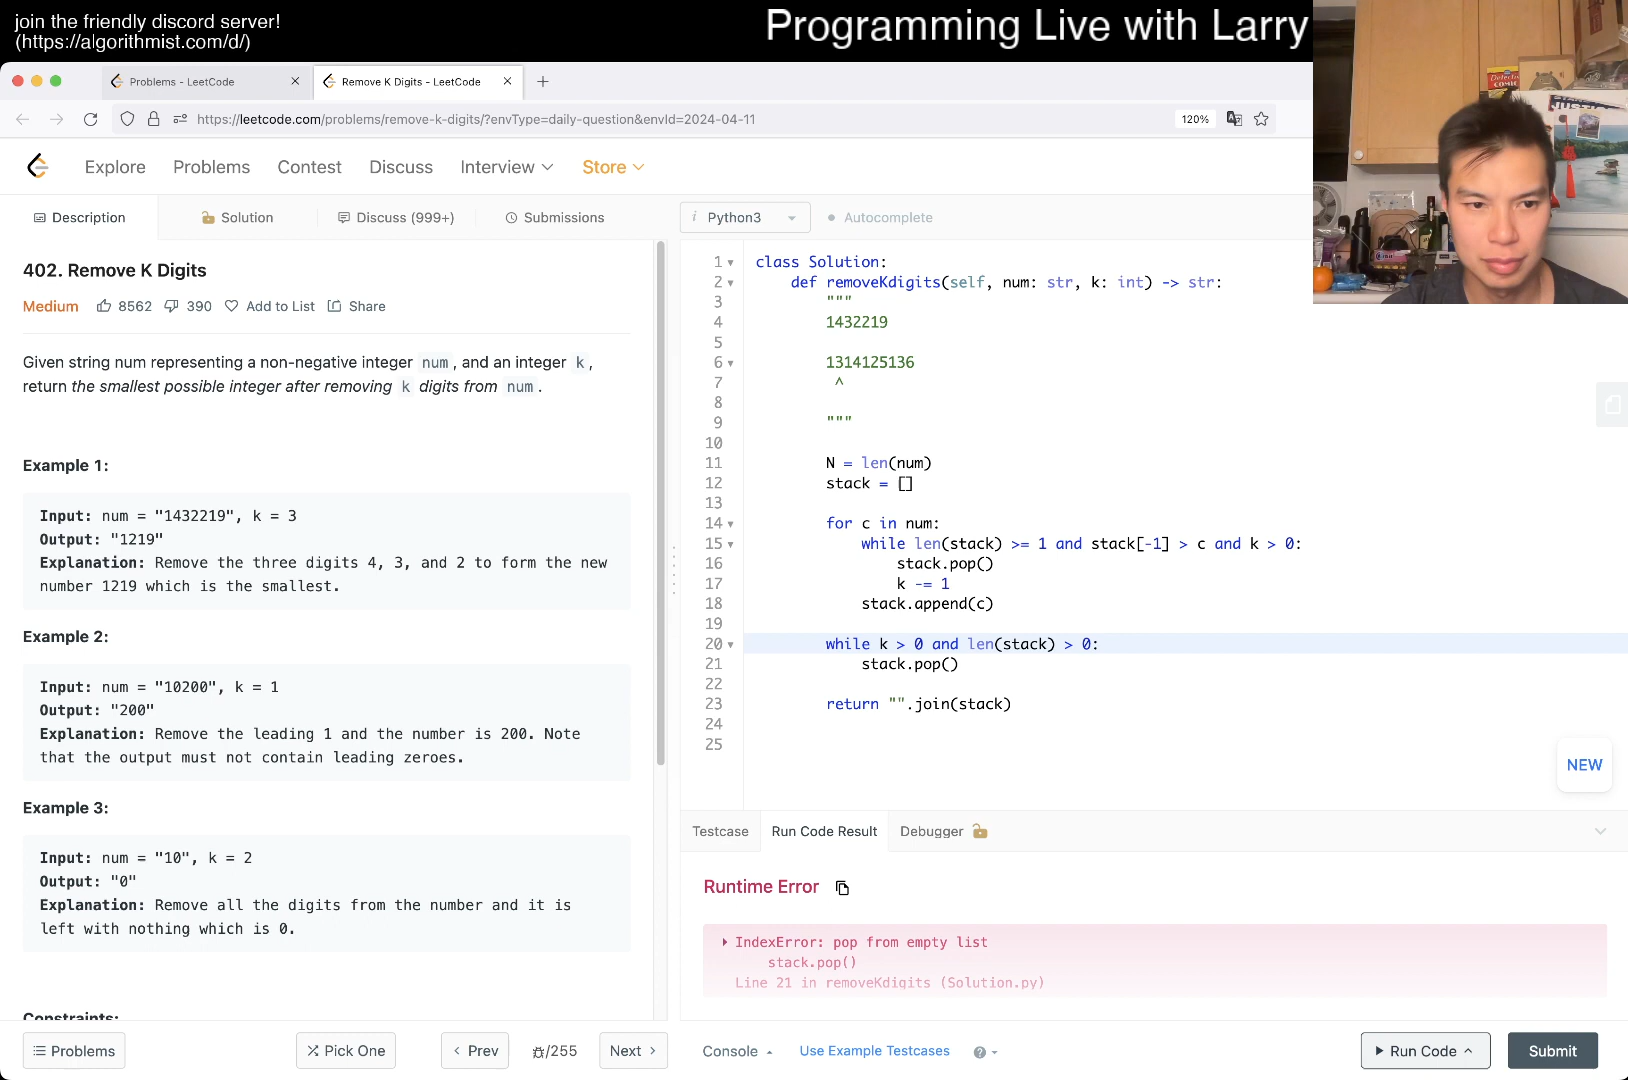 join the friendly discord server!
(https://algorithmist.com/d/)
Programming Live with Larry
Problems - LeetCode
Remove K Digits - LeetCode
https://leetcode.com/problems/remove-k-digits/?envType=daily-question&envId=2024-04-11
120%
Explore
Problems
Contest
Discuss
Interview
Store
Description
Solution
Discuss (999+)
Submissions
i Python3
Autocomplete
402. Remove K Digits
Medium
8562
390
Add to List
Share
Given string num representing a non-negative integer num, and an integer k,
return the smallest possible integer after removing k digits from num.
Example 1:
Input: num = "1432219", k = 3
Output: "1219"
Explanation: Remove the three digits 4, 3, and 2 to form the new
number 1219 which is the smallest.
Example 2:
Input: num = "10200", k = 1
Output: "200"
Explanation: Remove the leading 1 and the number is 200. Note
that the output must not contain leading zeroes.
Example 3:
Input: num = "10", k = 2
Output: "0"
Explanation: Remove all the digits from the number and it is
left with nothing which is 0.
Constraints:
1 class Solution:
2 def removeKdigits(self, num: str, k: int) -> str:
3 """
4 1432219
5
6 1314125136
7 ^
8
9 """
10
11 N = len(num)
12 stack = []
13
14 for c in num:
15 while len(stack) >= 1 and stack[-1] > c and k > 0:
16 stack.pop()
17 k -= 1
18 stack.append(c)
19
20 while k > 0 and len(stack) > 0:
21 stack.pop()
22
23 return "".join(stack)
24
25
NEW
Testcase
Run Code Result
Debugger
Runtime Error
IndexError: pop from empty list
stack.pop()
Line 21 in removeKdigits (Solution.py)
Problems
Pick One
Prev
/255
Next
Console
Use Example Testcases
Run Code
Submit